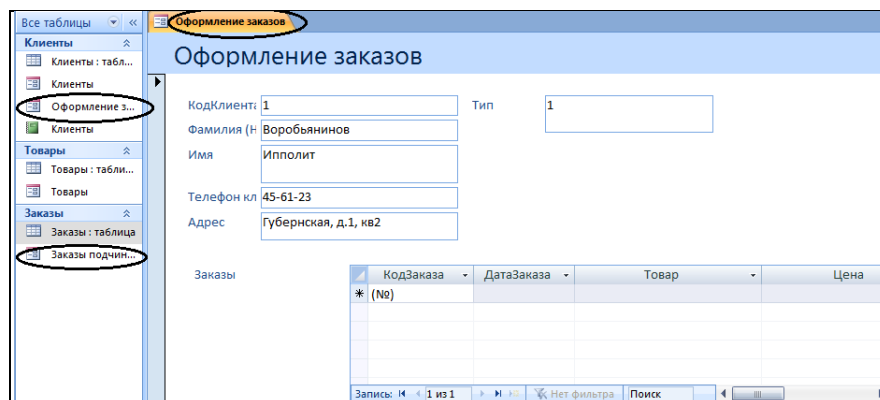 Все таблицы
Клиенты
Клиенты : табл...
Клиенты
Оформление з...
Клиенты
Товары
Товары : табли...
Товары
Заказы
Заказы : таблица
Заказы подчин...
Оформление заказов
Оформление заказов
КодКлиента 1 Тип 1
Фамилия (Н Воробьянинов
Имя Ипполит
Телефон кл 45-61-23
Адрес Губернская, д.1, кв2
Заказы
КодЗаказа ДатаЗаказа Товар Цена
(№)
Запись: 1 из 1 Нет фильтра Поиск